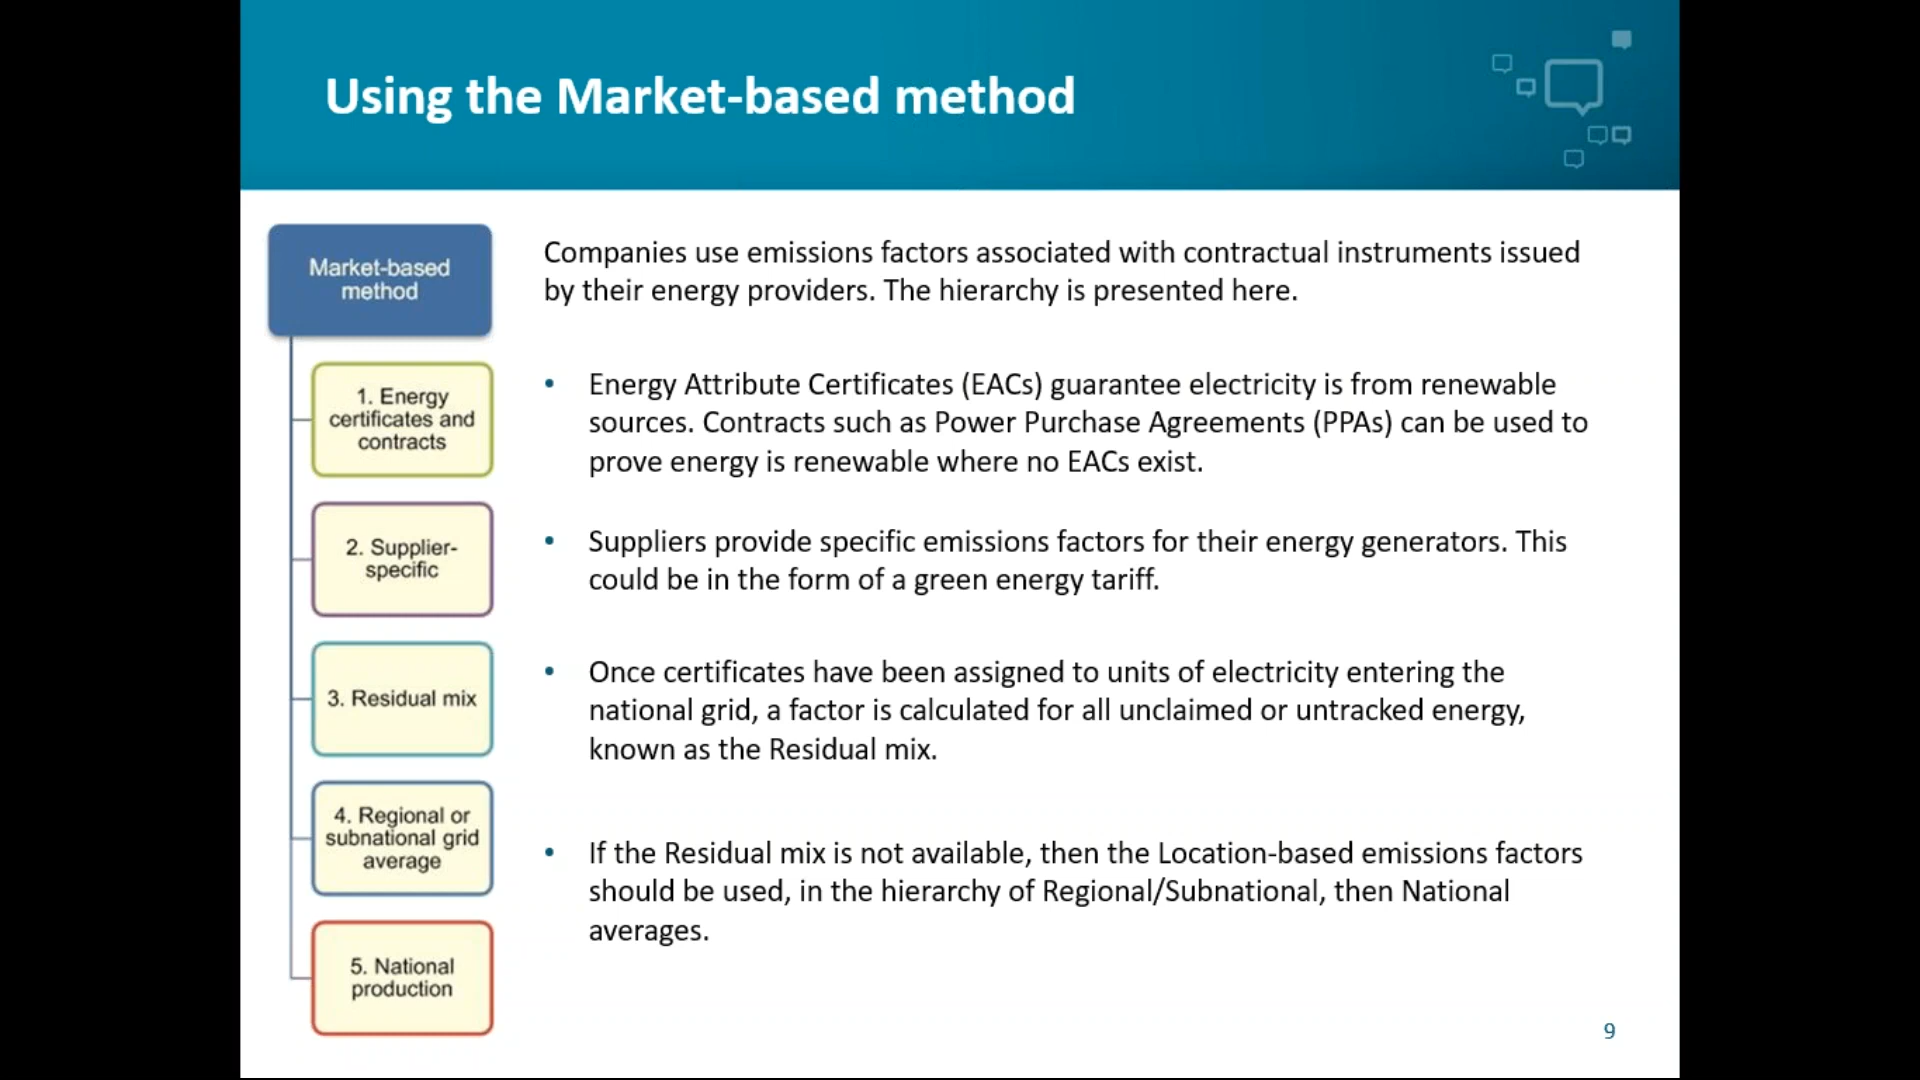 Using the Market-based method
Market-based
method
Companies use emissions factors associated with contractual instruments issued
by their energy providers. The hierarchy is presented here.
1. Energy
certificates and
contracts
• Energy Attribute Certificates (EACs) guarantee electricity is from renewable
sources. Contracts such as Power Purchase Agreements (PPAs) can be used to
prove energy is renewable where no EACs exist.
2. Supplier-
specific
• Suppliers provide specific emissions factors for their energy generators. This
could be in the form of a green energy tariff.
3. Residual mix
• Once certificates have been assigned to units of electricity entering the
national grid, a factor is calculated for all unclaimed or untracked energy,
known as the Residual mix.
4. Regional or
subnational grid
average
• If the Residual mix is not available, then the Location-based emissions factors
should be used, in the hierarchy of Regional/Subnational, then National
averages.
5. National
production
9